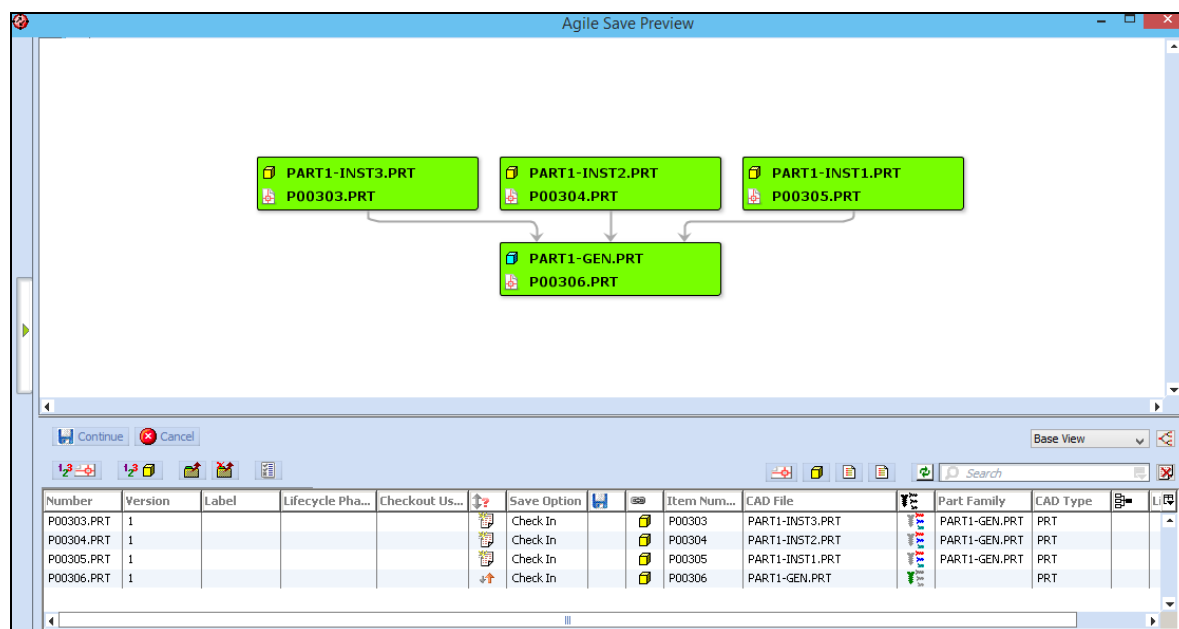 Agile Save Preview
PART1-INST3.PRT
P00303.PRT
PART1-INST2.PRT
P00304.PRT
PART1-INST1.PRT
P00305.PRT
PART1-GEN.PRT
P00306.PRT
Continue Cancel Base View
Search
Number Version Label Lifecycle Pha... Checkout Us... Save Option Item Num... CAD File Part Family CAD Type Li
P00303.PRT 1 Check In P00303 PART1-INST3.PRT PART1-GEN.PRT PRT
P00304.PRT 1 Check In P00304 PART1-INST2.PRT PART1-GEN.PRT PRT
P00305.PRT 1 Check In P00305 PART1-INST1.PRT PART1-GEN.PRT PRT
P00306.PRT 1 Check In P00306 PART1-GEN.PRT PRT